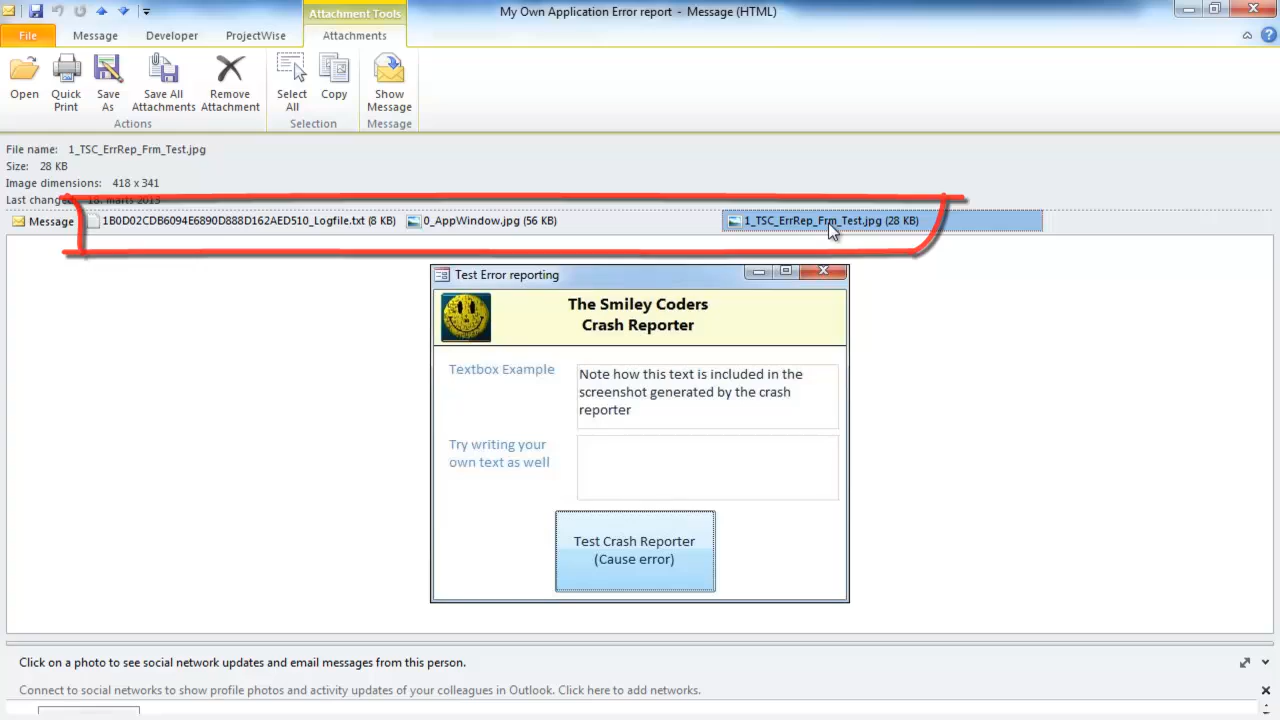 Attachment Tools
My Own Application Error report - Message (HTML)
File
Message
Developer
ProjectWise
Attachments
Open
Quick
Print
Save
As
Save All
Attachments
Remove
Attachment
Select
All
Copy
Show
Message
Actions
Selection
Message
File name: 1_TSC_ErrRep_Frm_Test.jpg
Size: 28 KB
Image dimensions: 418 x 341
Last changed: 18. marts 2013
Message
1B0D02CDB6094E6890D888D162AED510_Logfile.txt (8 KB)
0_AppWindow.jpg (56 KB)
1_TSC_ErrRep_Frm_Test.jpg (28 KB)
Test Error reporting
The Smiley Coders
Crash Reporter
Textbox Example
Note how this text is included in the
screenshot generated by the crash
reporter
Try writing your
own text as well
Test Crash Reporter
(Cause error)
Click on a photo to see social network updates and email messages from this person.
Connect to social networks to show profile photos and activity updates of your colleagues in Outlook. Click here to add networks.